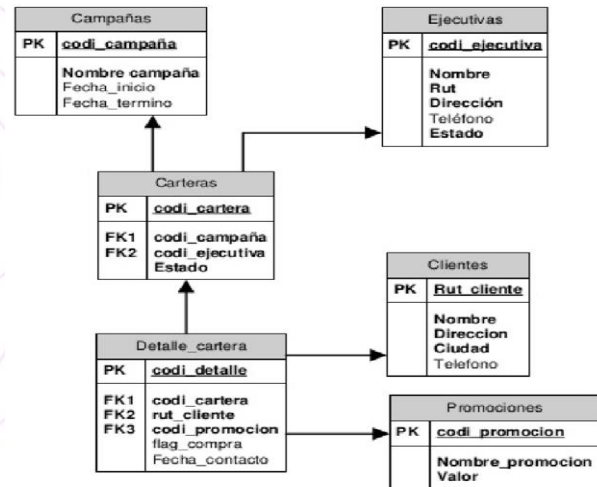 Campañas
PK codi_campaña
Nombre campaña
Fecha_inicio
Fecha_termino
Ejecutivas
PK codi_ejecutiva
Nombre
Rut
Dirección
Teléfono
Estado
Carteras
PK codi_cartera
FK1 codi_campaña
FK2 codi_ejecutiva
Estado
Clientes
PK Rut_cliente
Nombre
Direccion
Ciudad
Telefono
Detalle_cartera
PK codi_detalle
FK1 codi_cartera
FK2 rut_cliente
FK3 codi_promocion
flag_compra
Fecha_contacto
Promociones
PK codi_promocion
Nombre_promocion
Valor